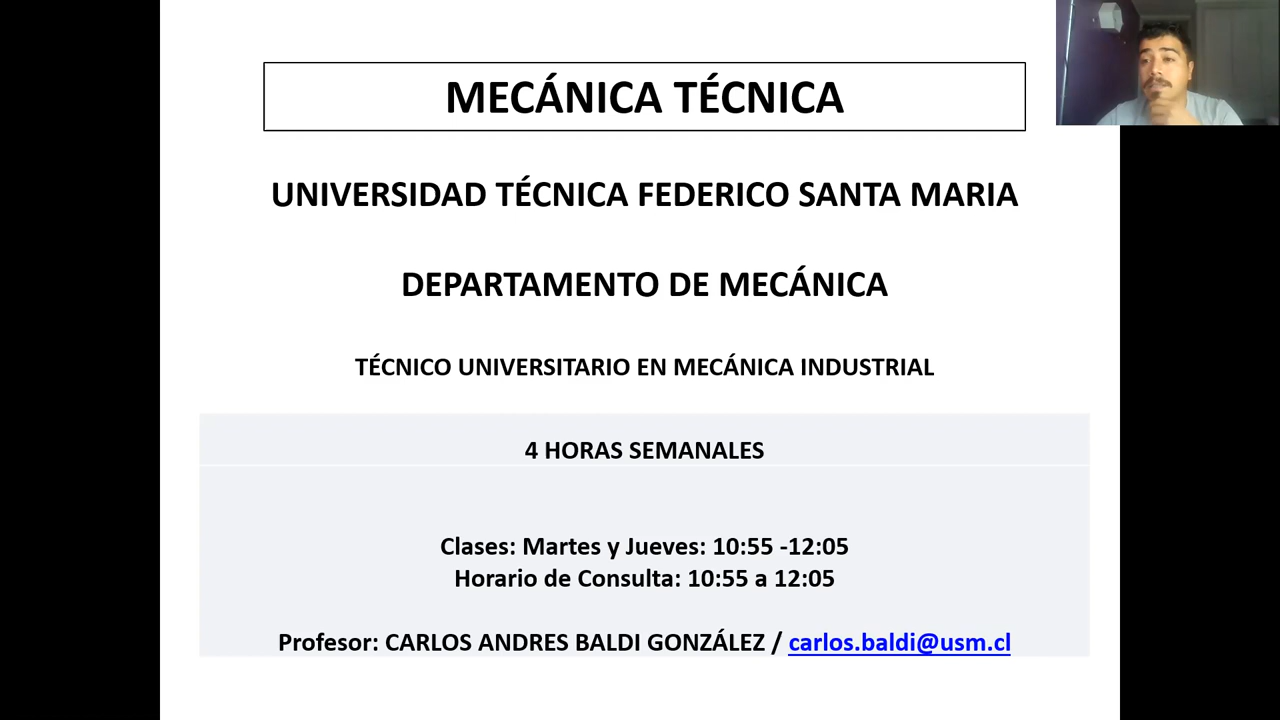 MECÁNICA TÉCNICA
UNIVERSIDAD TÉCNICA FEDERICO SANTA MARIA
DEPARTAMENTO DE MECÁNICA
TÉCNICO UNIVERSITARIO EN MECÁNICA INDUSTRIAL
4 HORAS SEMANALES
Clases: Martes y Jueves: 10:55 -12:05
Horario de Consulta: 10:55 a 12:05
Profesor: CARLOS ANDRES BALDI GONZÁLEZ / carlos.baldi@usm.cl